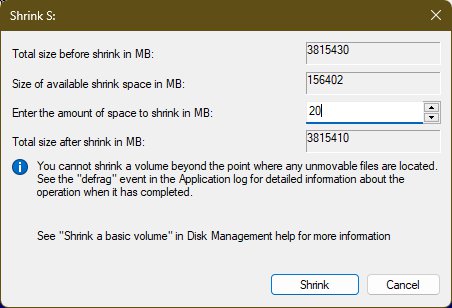 Shrink S:
Total size before shrink in MB: 3815430
Size of available shrink space in MB: 156402
Enter the amount of space to shrink in MB: 20
Total size after shrink in MB: 3815410
You cannot shrink a volume beyond the point where any unmovable files are located.
See the "defrag" event in the Application log for detailed information about the
operation when it has completed.
See "Shrink a basic volume" in Disk Management help for more information
Shrink Cancel